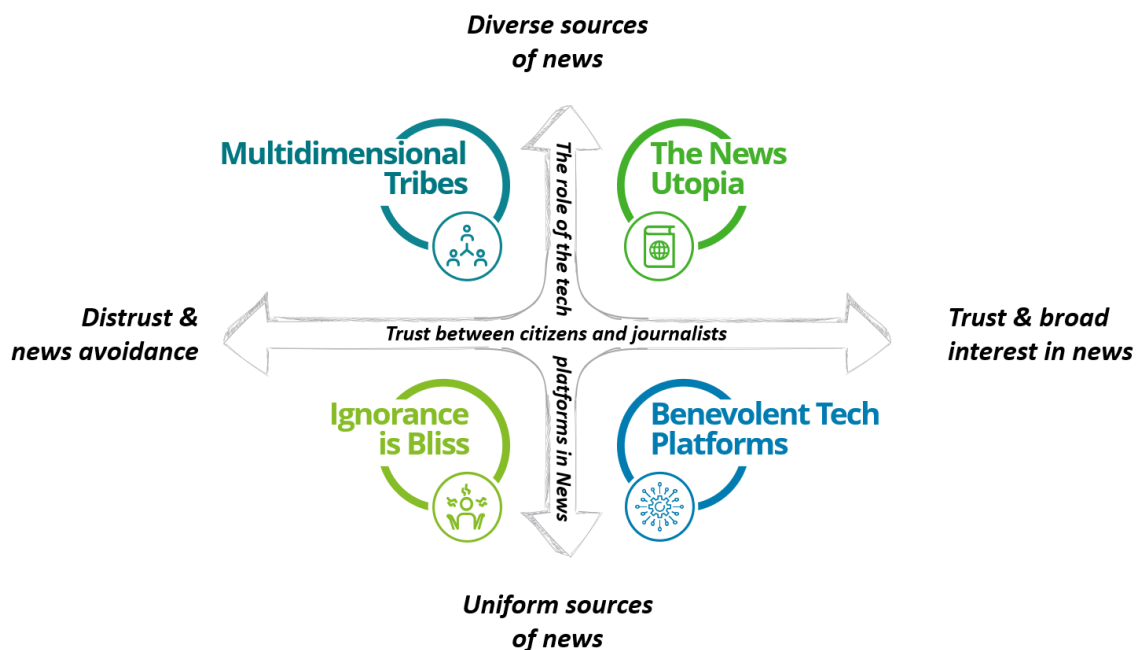 Diverse sources
of news
Multidimensional
Tribes
The News
Utopia
The role of the tech
platforms in News
Distrust &
news avoidance
Trust between citizens and journalists
Trust & broad
interest in news
Ignorance
is Bliss
Benevolent Tech
Platforms
Uniform sources
of news